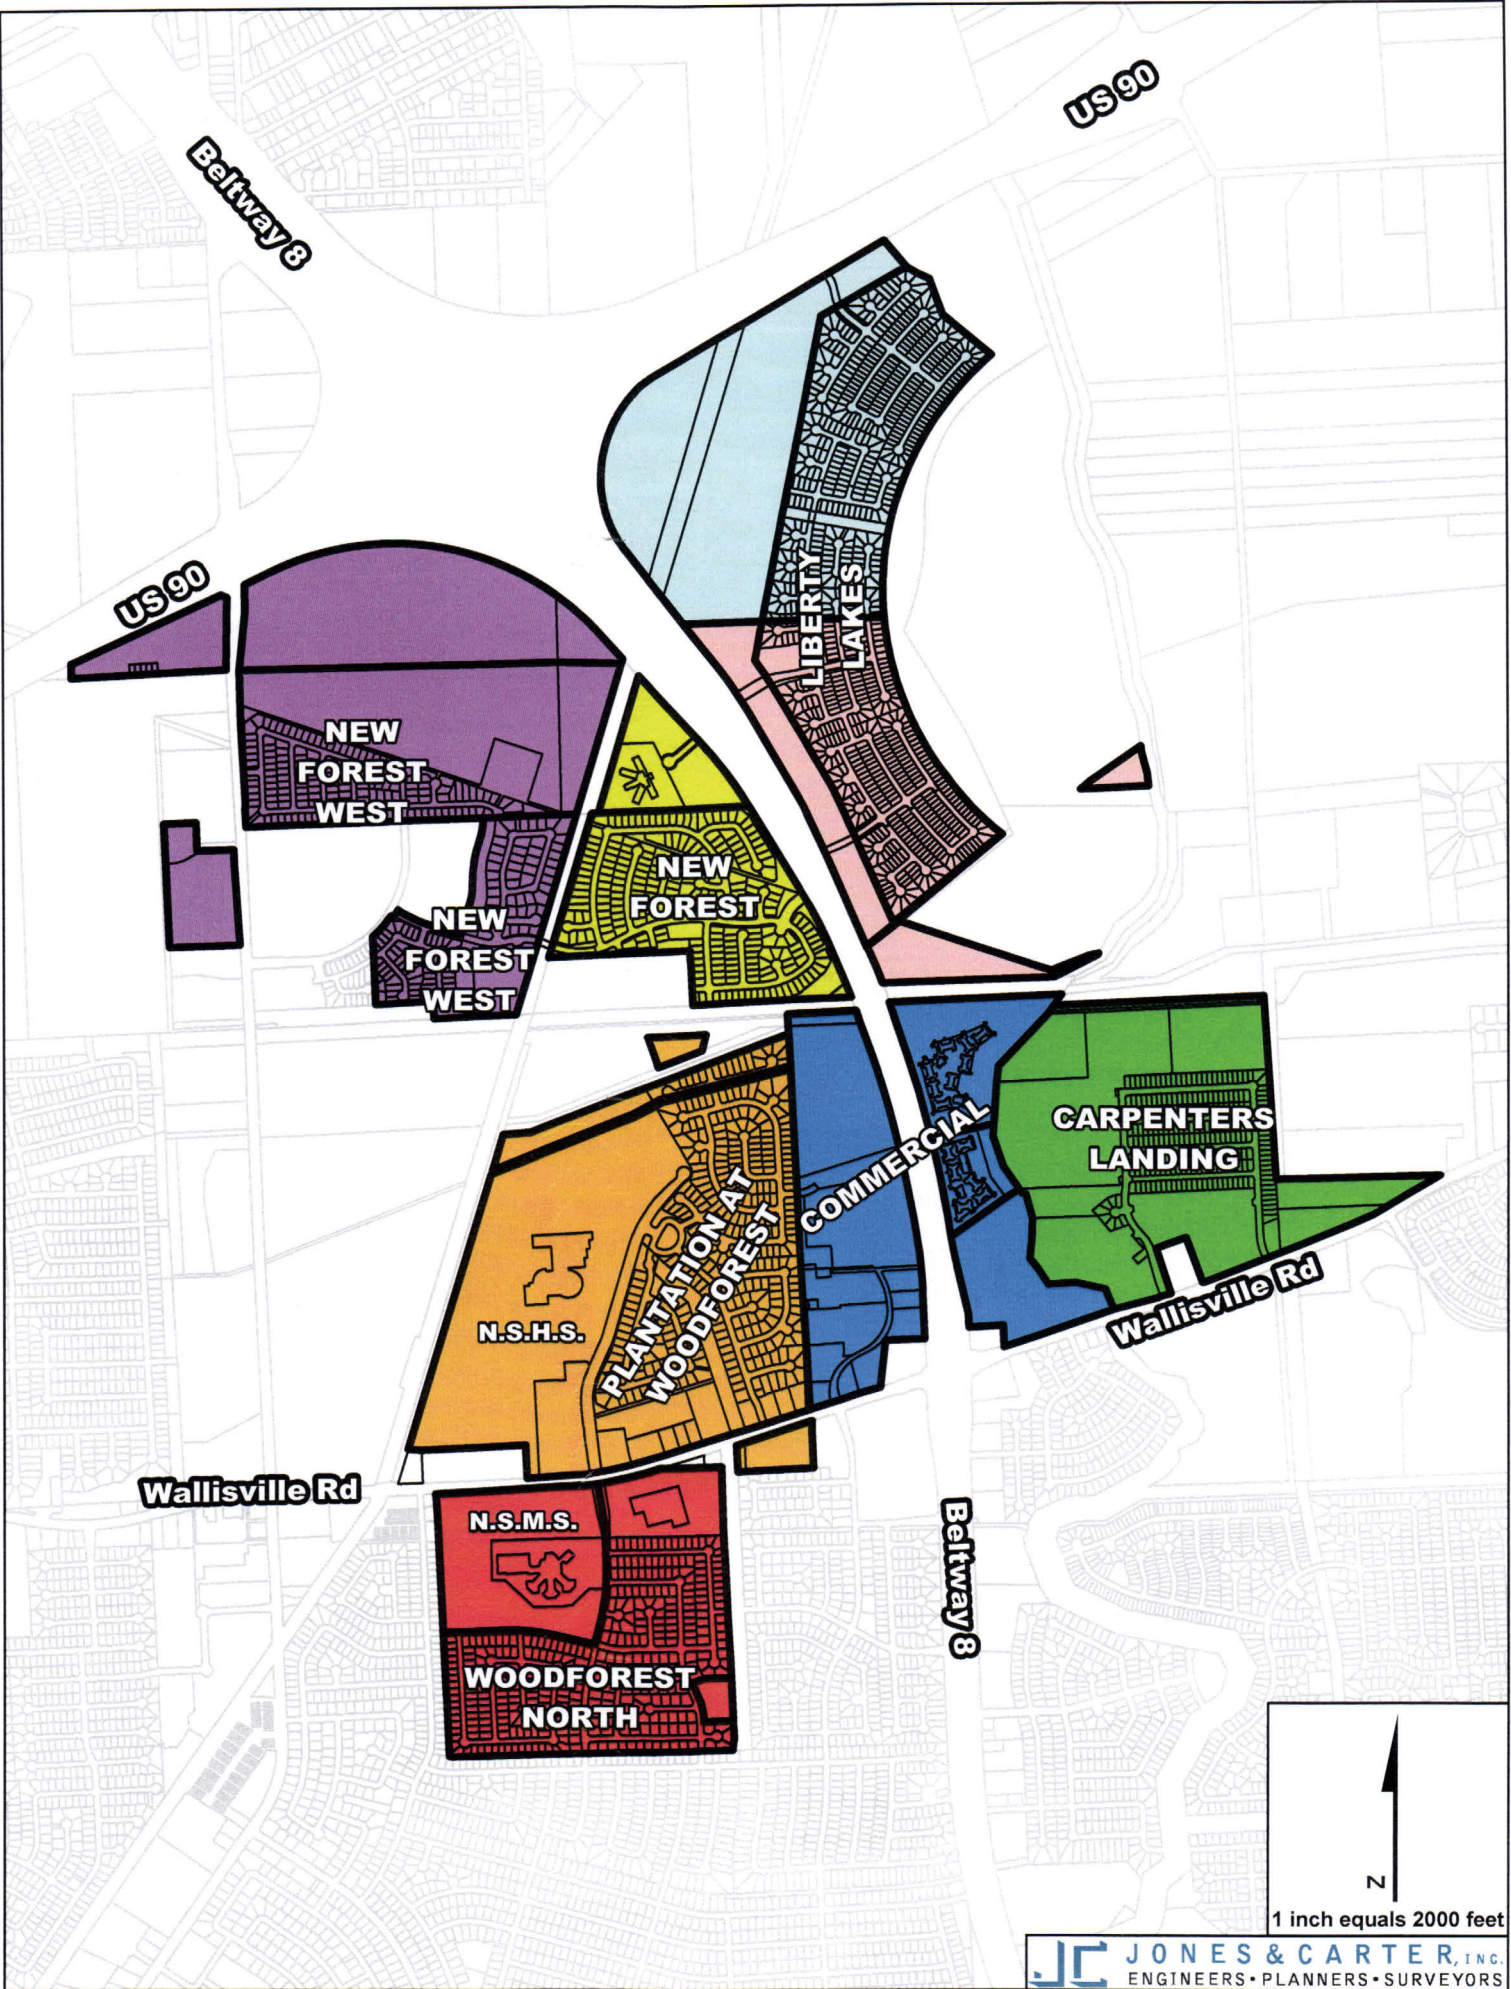 US 90
Beltway 8
LIBERTY
LAKES
US 90
NEW
FOREST
WEST
NEW
FOREST
NEW
FOREST
WEST
COMMERCIAL
CARPENTERS
LANDING
PLANTATION AT
WOODFOREST
N.S.H.S.
Wallisville Rd
Wallisville Rd
N.S.M.S.
Beltway 8
WOODFOREST
NORTH
N
1 inch equals 2000 feet
JC JONES & CARTER, INC.
ENGINEERS • PLANNERS • SURVEYORS